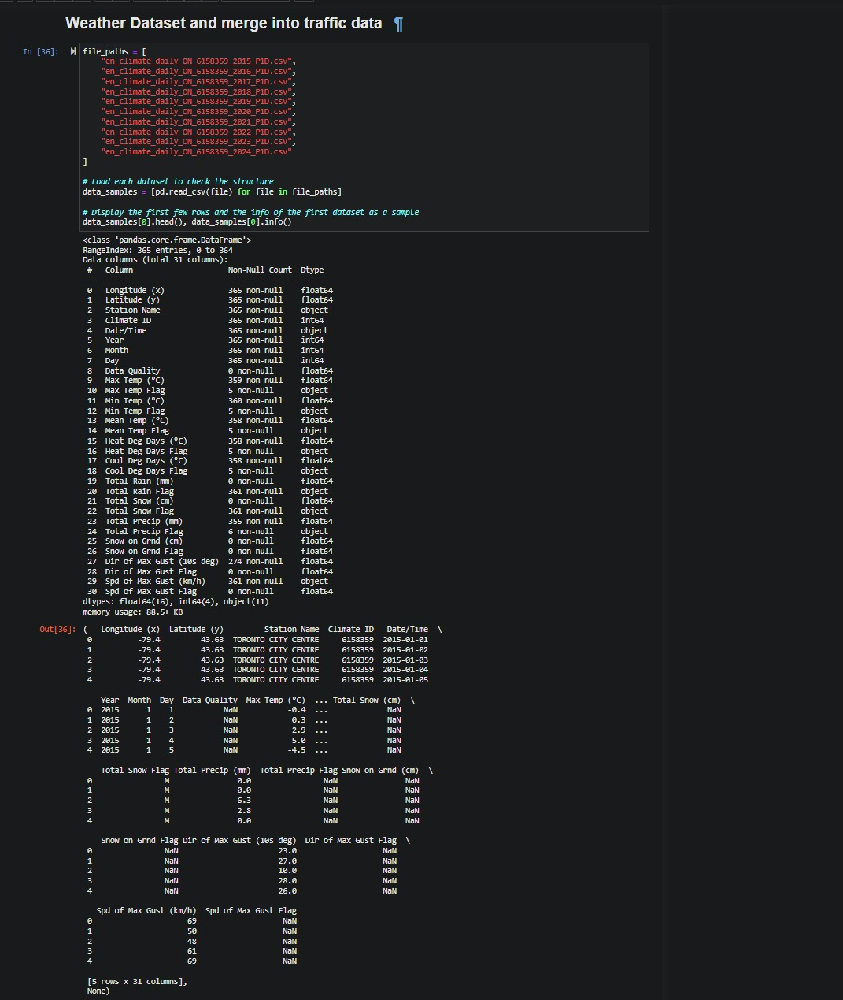 Weather Dataset and merge into traffic data ¶
In [36]: file_paths = [
"en_climate_daily_ON_6158359_2015_P1D.csv",
"en_climate_daily_ON_6158359_2016_P1D.csv",
"en_climate_daily_ON_6158359_2017_P1D.csv",
"en_climate_daily_ON_6158359_2018_P1D.csv",
"en_climate_daily_ON_6158359_2019_P1D.csv",
"en_climate_daily_ON_6158359_2020_P1D.csv",
"en_climate_daily_ON_6158359_2021_P1D.csv",
"en_climate_daily_ON_6158359_2022_P1D.csv",
"en_climate_daily_ON_6158359_2023_P1D.csv",
"en_climate_daily_ON_6158359_2024_P1D.csv"
]
# Load each dataset to check the structure
data_samples = [pd.read_csv(file) for file in file_paths]
# Display the first few rows and the info of the first dataset as a sample
data_samples[0].head(), data_samples[0].info()
<class 'pandas.core.frame.DataFrame'>
RangeIndex: 365 entries, 0 to 364
Data columns (total 31 columns):
# Column Non-Null Count Dtype
--- ------ -------------- -----
0 Longitude (x) 365 non-null float64
1 Latitude (y) 365 non-null float64
2 Station Name 365 non-null object
3 Climate ID 365 non-null int64
4 Date/Time 365 non-null object
5 Year 365 non-null int64
6 Month 365 non-null int64
7 Day 365 non-null int64
8 Data Quality 0 non-null float64
9 Max Temp (°C) 359 non-null float64
10 Max Temp Flag 5 non-null object
11 Min Temp (°C) 360 non-null float64
12 Min Temp Flag 5 non-null object
13 Mean Temp (°C) 358 non-null float64
14 Mean Temp Flag 5 non-null object
15 Heat Deg Days (°C) 358 non-null float64
16 Heat Deg Days Flag 5 non-null object
17 Cool Deg Days (°C) 358 non-null float64
18 Cool Deg Days Flag 5 non-null object
19 Total Rain (mm) 0 non-null float64
20 Total Rain Flag 361 non-null object
21 Total Snow (cm) 0 non-null float64
22 Total Snow Flag 361 non-null object
23 Total Precip (mm) 355 non-null float64
24 Total Precip Flag 6 non-null object
25 Snow on Grnd (cm) 0 non-null float64
26 Snow on Grnd Flag 0 non-null float64
27 Dir of Max Gust (10s deg) 274 non-null float64
28 Dir of Max Gust Flag 0 non-null float64
29 Spd of Max Gust (km/h) 361 non-null object
30 Spd of Max Gust Flag 0 non-null float64
dtypes: float64(16), int64(4), object(11)
memory usage: 88.5+ KB
Out[36]: ( Longitude (x) Latitude (y) Station Name Climate ID Date/Time \
0 -79.4 43.63 TORONTO CITY CENTRE 6158359 2015-01-01
1 -79.4 43.63 TORONTO CITY CENTRE 6158359 2015-01-02
2 -79.4 43.63 TORONTO CITY CENTRE 6158359 2015-01-03
3 -79.4 43.63 TORONTO CITY CENTRE 6158359 2015-01-04
4 -79.4 43.63 TORONTO CITY CENTRE 6158359 2015-01-05
Year Month Day Data Quality Max Temp (°C) ... Total Snow (cm) \
0 2015 1 1 NaN -0.4 ... NaN
1 2015 1 2 NaN 0.3 ... NaN
2 2015 1 3 NaN 2.9 ... NaN
3 2015 1 4 NaN 5.0 ... NaN
4 2015 1 5 NaN -4.5 ... NaN
Total Snow Flag Total Precip (mm) Total Precip Flag Snow on Grnd (cm) \
0 M 0.0 NaN NaN
1 M 0.0 NaN NaN
2 M 6.3 NaN NaN
3 M 2.8 NaN NaN
4 M 0.0 NaN NaN
Snow on Grnd Flag Dir of Max Gust (10s deg) Dir of Max Gust Flag \
0 NaN 23.0 NaN
1 NaN 27.0 NaN
2 NaN 10.0 NaN
3 NaN 28.0 NaN
4 NaN 26.0 NaN
Spd of Max Gust (km/h) Spd of Max Gust Flag
0 69 NaN
1 50 NaN
2 48 NaN
3 61 NaN
4 69 NaN
[5 rows x 31 columns],
None)